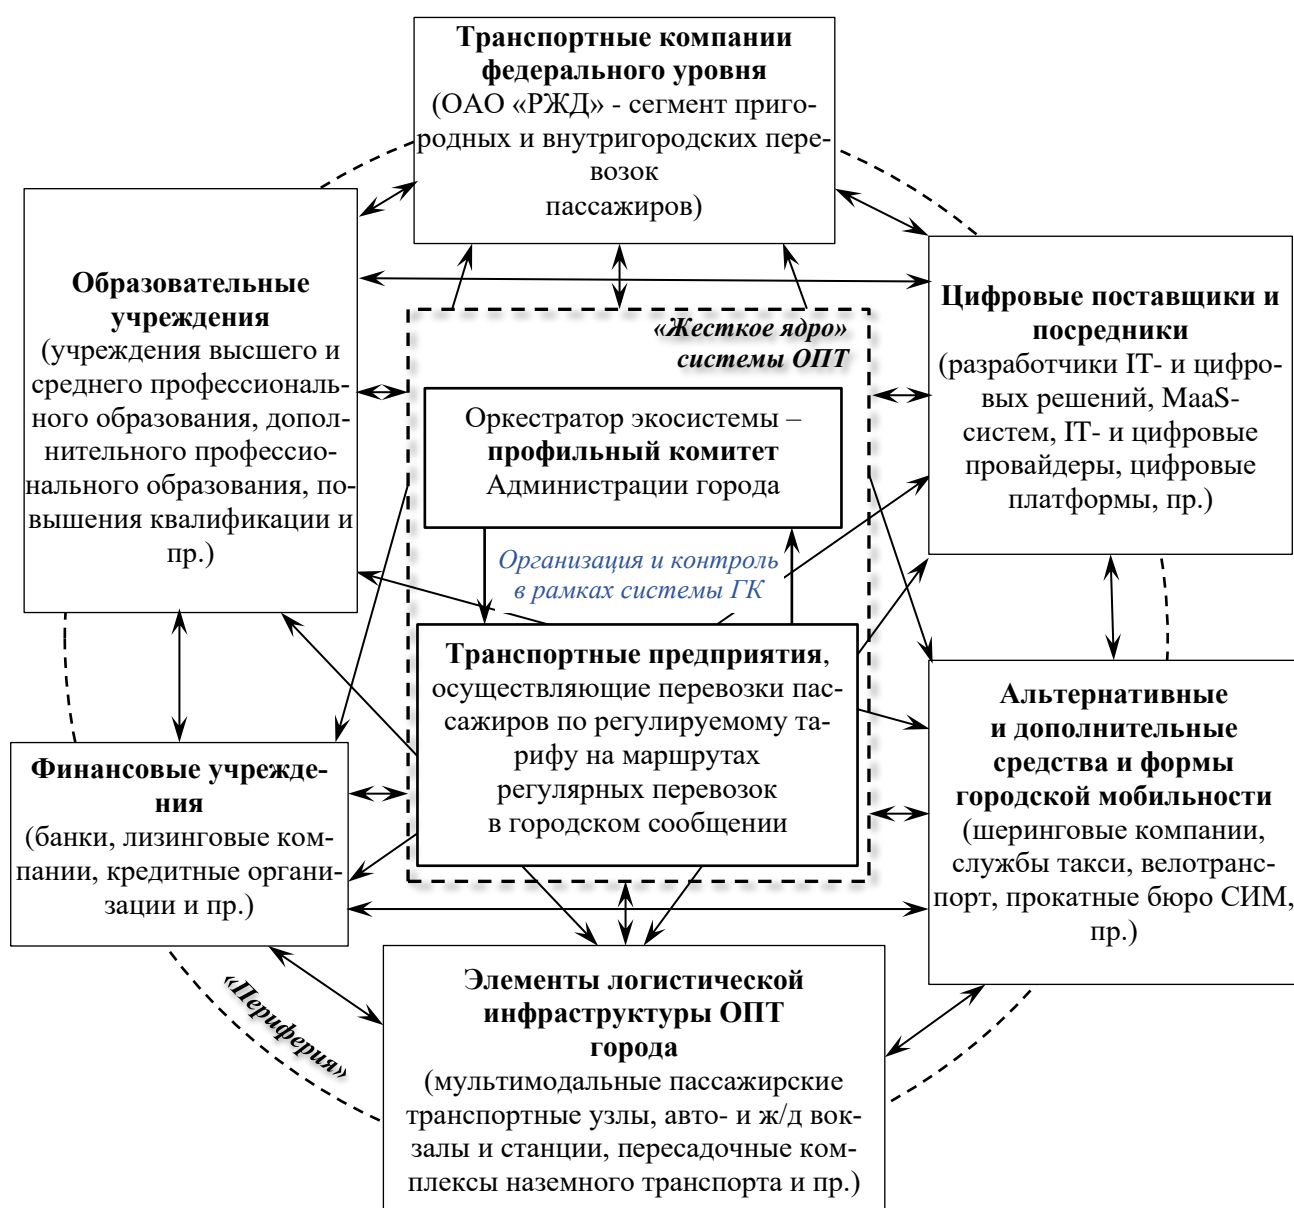 Транспортные компании
федерального уровня
(ОАО «РЖД» - сегмент приго-
родных и внутригородских пере-
возок
пассажиров)
Образовательные
учреждения
(учреждения высшего и
среднего профессиональ-
ного образования, допол-
нительного профессио-
нального образования, по-
вышения квалификации и
пр.)
Цифровые поставщики и
посредники
(разработчики IT- и цифро-
вых решений, MaaS-
систем, IT- и цифровые
провайдеры, цифровые
платформы, пр.)
«Жесткое ядро»
системы ОПТ
Оркестратор экосистемы –
профильный комитет
Администрации города
Организация и контроль
в рамках системы ГК
Транспортные предприятия,
осуществляющие перевозки пас-
сажиров по регулируемому та-
рифу на маршрутах
регулярных перевозок
в городском сообщении
Финансовые учрежде-
ния
(банки, лизинговые ком-
пании, кредитные органи-
зации и пр.)
Альтернативные
и дополнительные
средства и формы
городской мобильности
(шеринговые компании,
службы такси, велотранс-
порт, прокатные бюро СИМ,
пр.)
«Периферия»
Элементы логистической
инфраструктуры ОПТ
города
(мультимодальные пассажирские
транспортные узлы, авто- и ж/д вок-
залы и станции, пересадочные ком-
плексы наземного транспорта и пр.)